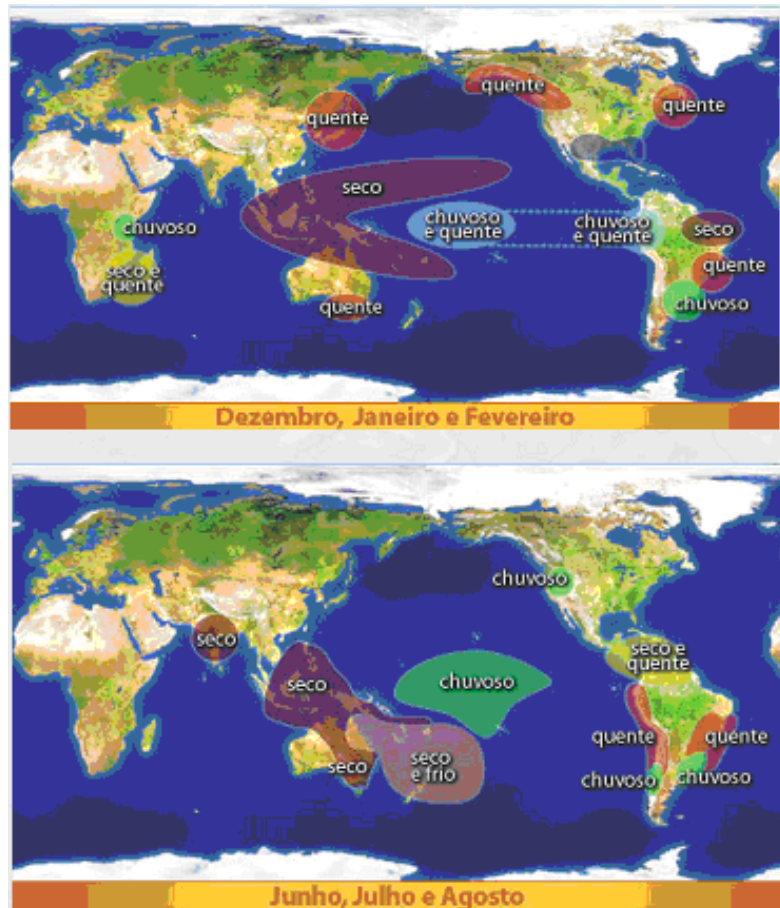 quente
quente
quente
seco
chuvoso
chuvoso
e quente
chuvoso
e quente
seco
seco e
quente
quente
quente
chuvoso
Dezembro, Janeiro e Fevereiro
chuvoso
seco
seco e
quente
seco
chuvoso
quente
quente
seco
seco
e frio
chuvoso
chuvoso
Junho, Julho e Agosto